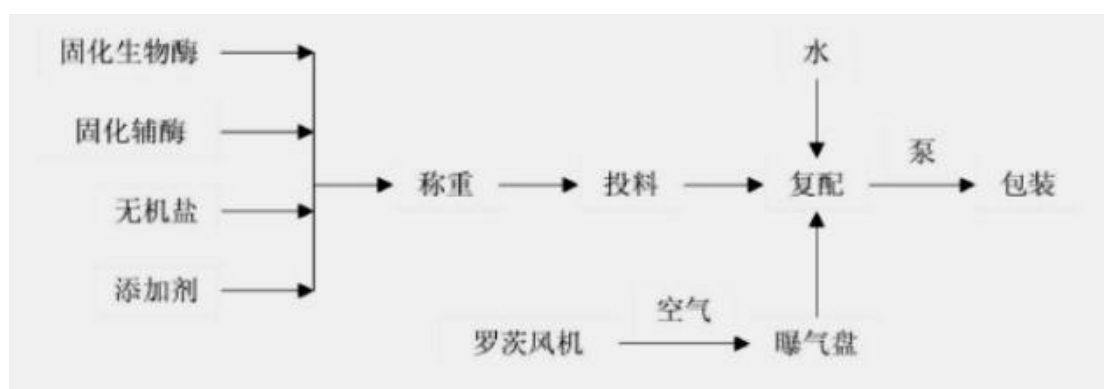 固化生物酶
水
固化辅酶
泵
称重
投料
复配
包装
无机盐
添加剂
空气
罗茨风机
曝气盘